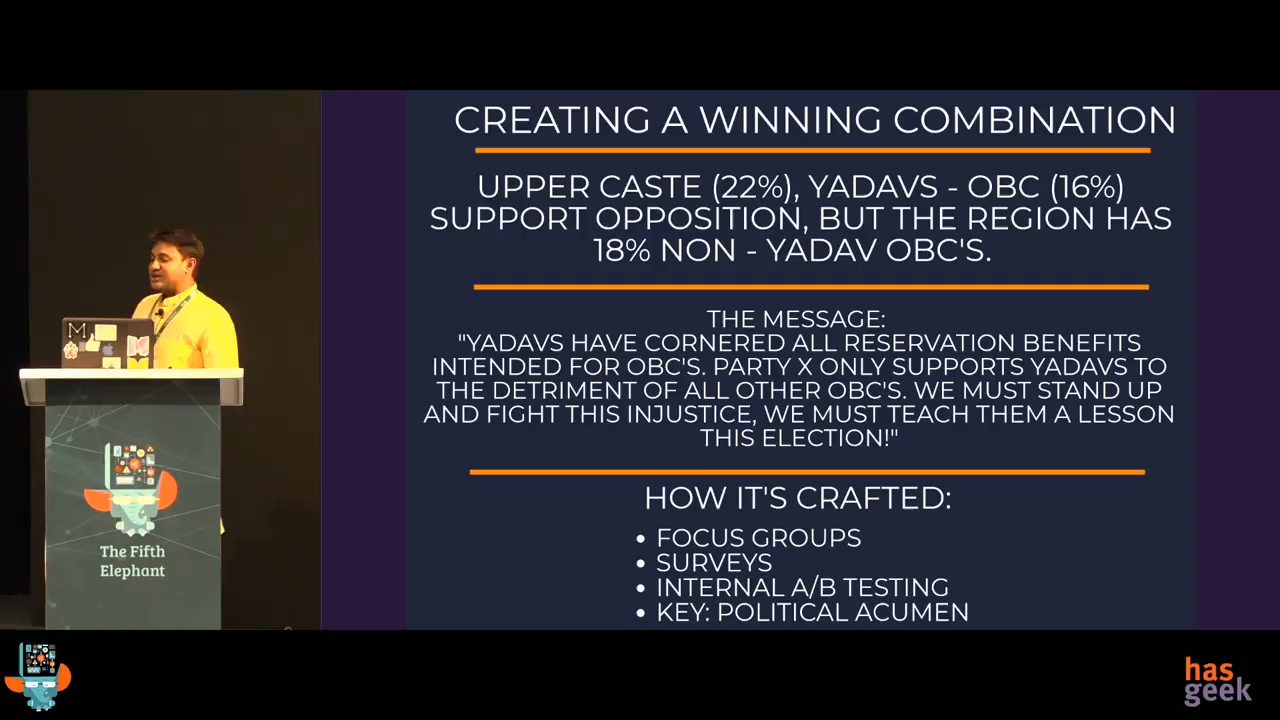 CREATING A WINNING COMBINATION
UPPER CASTE (22%), YADAVS - OBC (16%)
SUPPORT OPPOSITION, BUT THE REGION HAS
18% NON - YADAV OBC'S.
THE MESSAGE:
"YADAVS HAVE CORNERED ALL RESERVATION BENEFITS
INTENDED FOR OBC'S. PARTY X ONLY SUPPORTS YADAVS TO
THE DETRIMENT OF ALL OTHER OBC'S. WE MUST STAND UP
AND FIGHT THIS INJUSTICE, WE MUST TEACH THEM A LESSON
THIS ELECTION!"
HOW IT'S CRAFTED:
• FOCUS GROUPS
• SURVEYS
• INTERNAL A/B TESTING
• KEY: POLITICAL ACUMEN
M
The Fifth
Elephant
has
geek